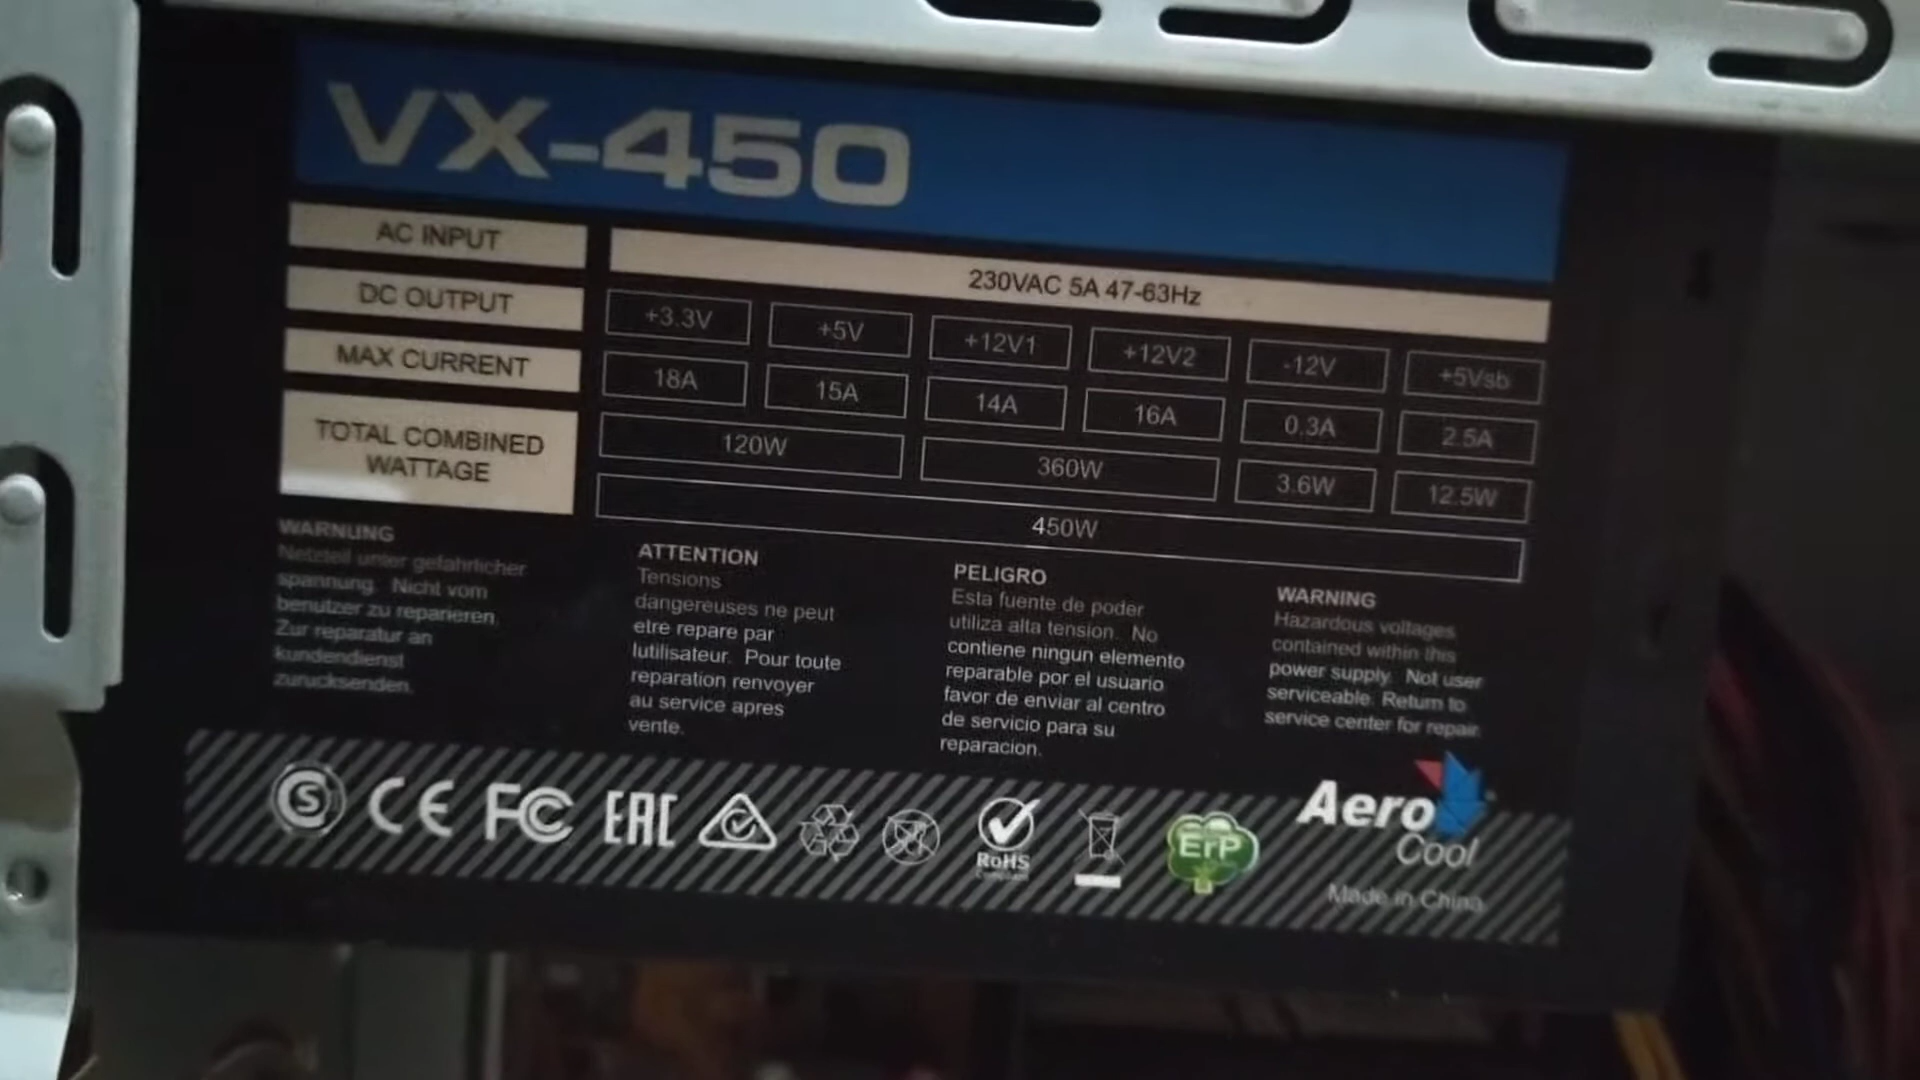 VX-450
AC INPUT 230VAC 5A 47-63Hz
DC OUTPUT +3.3V +5V +12V1 +12V2 -12V +5Vsb
MAX CURRENT 18A 15A 14A 16A 0.3A 2.5A
TOTAL COMBINED
WATTAGE
120W 360W 3.6W 12.5W
450W
WARNUNG
Netzteil unter gefahrlicher
spannung. Nicht vom
benutzer zu reparieren.
Zur reparatur an
kundendienst
zurucksenden.
ATTENTION
Tensions
dangereuses ne peut
etre repare par
lutilisateur. Pour toute
reparation renvoyer
au service apres
vente.
PELIGRO
Esta fuente de poder
utiliza alta tension. No
contiene ningun elemento
reparable por el usuario
favor de enviar al centro
de servicio para su
reparacion.
WARNING
Hazardous voltages
contained within this
power supply. Not user
serviceable. Return to
service center for repair.
S CE FC EAC RoHS
Compliant
ErP
Aero
Cool
Made in China